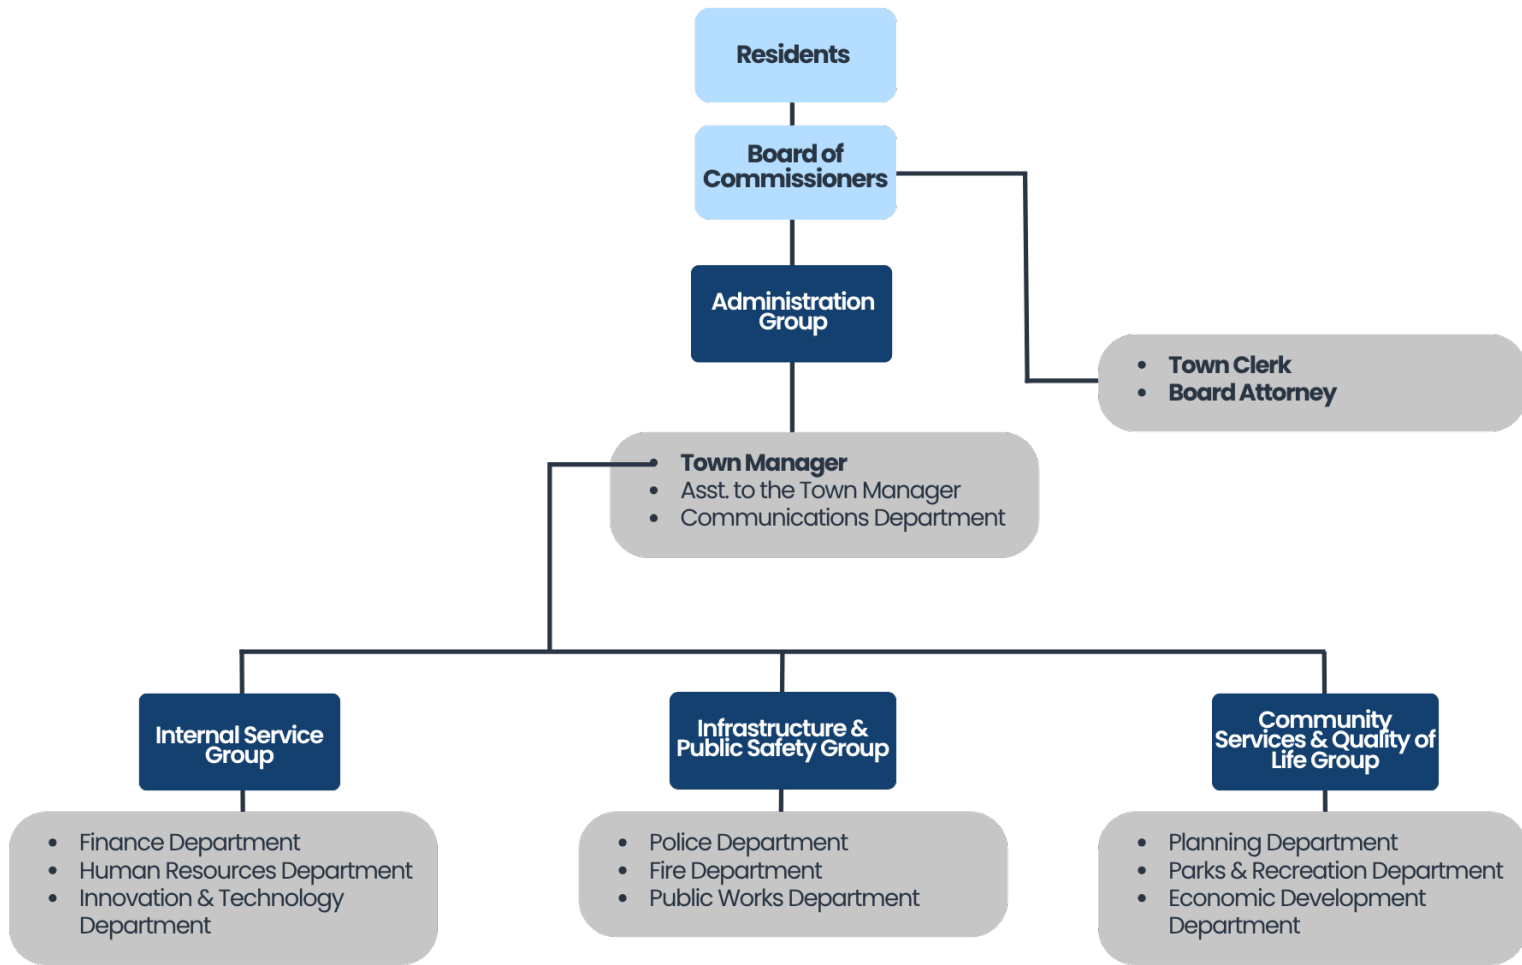 Residents
Board of
Commissioners
Administration
Group
• Town Clerk
• Board Attorney
• Town Manager
• Asst. to the Town Manager
• Communications Department
Internal Service
Group
Infrastructure &
Public Safety Group
Community
Services & Quality of
Life Group
• Finance Department
• Human Resources Department
• Innovation & Technology
Department
• Police Department
• Fire Department
• Public Works Department
• Planning Department
• Parks & Recreation Department
• Economic Development
Department